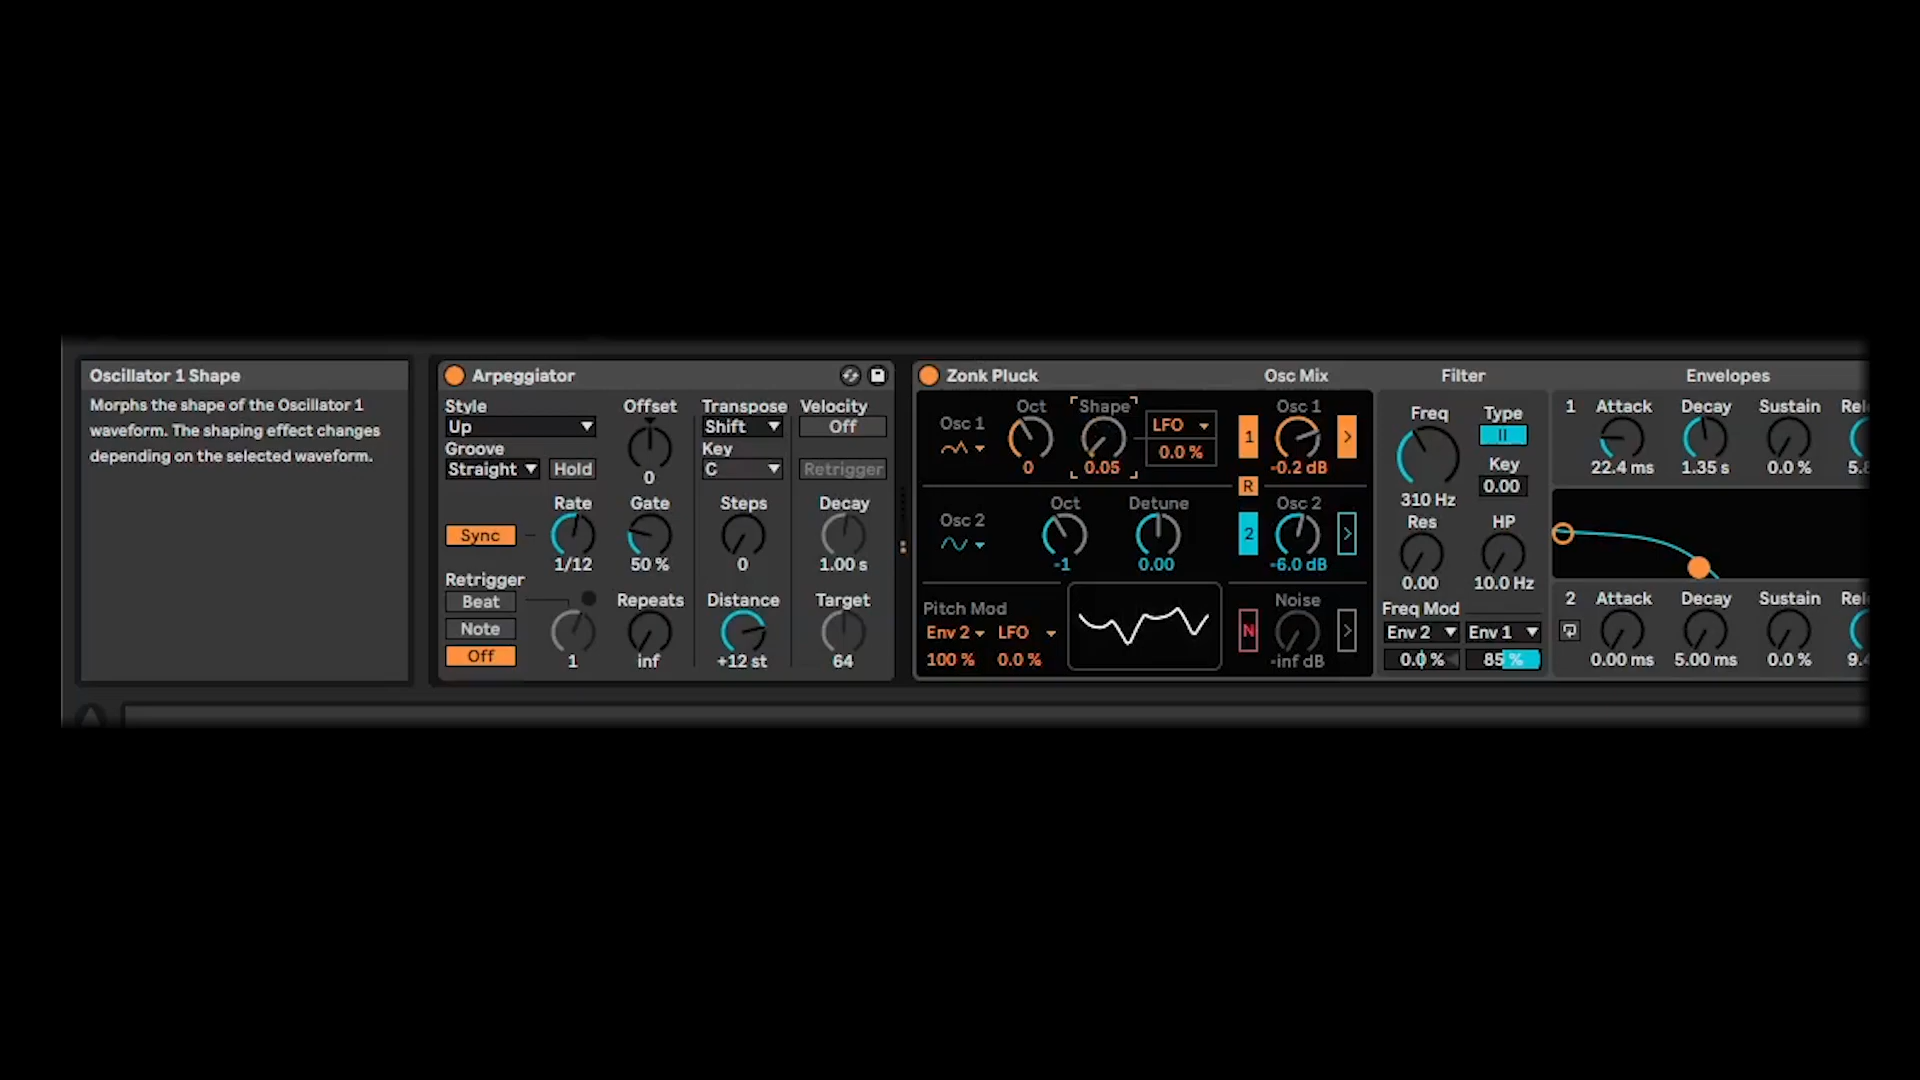 Oscillator 1 Shape
Morphs the shape of the Oscillator 1
waveform. The shaping effect changes
depending on the selected waveform.
Arpeggiator
Style
Up
Groove
Straight
Hold
Offset
0
Transpose
Shift
Key
C
Velocity
Off
Retrigger
Sync
Rate
1/12
Gate
50 %
Steps
0
Decay
1.00 s
Retrigger
Beat
Note
Off
1
Repeats
inf
Distance
+12 st
Target
64
Zonk Pluck
Osc 1
Oct
0
Shape
0.05
LFO
0.0 %
Osc 2
Oct
-1
Detune
0.00
Pitch Mod
Env 2
LFO
100 %
0.0 %
Osc Mix
1
Osc 1
-0.2 dB
R
2
Osc 2
-6.0 dB
N
Noise
-inf dB
Filter
Freq
310 Hz
Type
II
Key
0.00
Res
0.00
HP
10.0 Hz
Freq Mod
Env 2
Env 1
0.0 %
85 %
Envelopes
1
Attack
22.4 ms
Decay
1.35 s
Sustain
0.0 %
2
Attack
0.00 ms
Decay
5.00 ms
Sustain
0.0 %